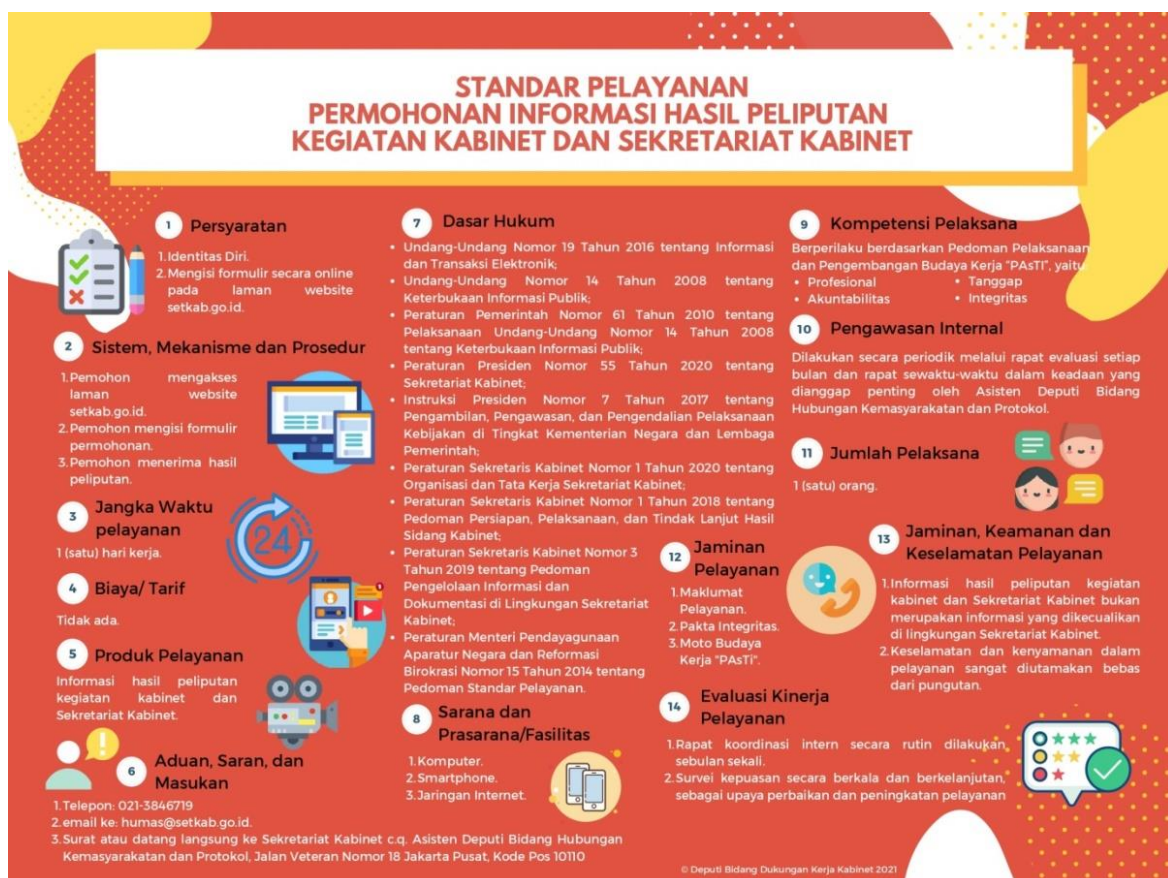 STANDAR PELAYANAN
PERMOHONAN INFORMASI HASIL PELIPUTAN
KEGIATAN KABINET DAN SEKRETARIAT KABINET
1 Persyaratan
1.Identitas Diri.
2.Mengisi formulir secara online
pada laman website
setkab.go.id.
2 Sistem, Mekanisme dan Prosedur
1.Pemohon mengakses
laman website
setkab.go.id.
2.Pemohon mengisi formulir
permohonan.
3.Pemohon menerima hasil
peliputan.
3 Jangka Waktu
pelayanan
1 (satu) hari kerja.
24
4 Biaya/ Tarif
Tidak ada.
5 Produk Pelayanan
Informasi hasil peliputan
kegiatan kabinet dan
Sekretariat Kabinet.
6 Aduan, Saran, dan
Masukan
1.Telepon: 021-3846719
2.email ke: humas@setkab.go.id.
3.Surat atau datang langsung ke Sekretariat Kabinet c.q. Asisten Deputi Bidang Hubungan
Kemasyarakatan dan Protokol, Jalan Veteran Nomor 18 Jakarta Pusat, Kode Pos 10110
7 Dasar Hukum
• Undang-Undang Nomor 19 Tahun 2016 tentang Informasi
dan Transaksi Elektronik;
• Undang-Undang Nomor 14 Tahun 2008 tentang
Keterbukaan Informasi Publik;
• Peraturan Pemerintah Nomor 61 Tahun 2010 tentang
Pelaksanaan Undang-Undang Nomor 14 Tahun 2008
tentang Keterbukaan Informasi Publik;
• Peraturan Presiden Nomor 55 Tahun 2020 tentang
Sekretariat Kabinet;
• Instruksi Presiden Nomor 7 Tahun 2017 tentang
Pengambilan, Pengawasan, dan Pengendalian Pelaksanaan
Kebijakan di Tingkat Kementerian Negara dan Lembaga
Pemerintah;
• Peraturan Sekretaris Kabinet Nomor 1 Tahun 2020 tentang
Organisasi dan Tata Kerja Sekretariat Kabinet;
• Peraturan Sekretaris Kabinet Nomor 1 Tahun 2018 tentang
Pedoman Persiapan, Pelaksanaan, dan Tindak Lanjut Hasil
Sidang Kabinet;
• Peraturan Sekretaris Kabinet Nomor 3
Tahun 2019 tentang Pedoman
Pengelolaan Informasi dan
Dokumentasi di Lingkungan Sekretariat
Kabinet;
• Peraturan Menteri Pendayagunaan
Aparatur Negara dan Reformasi
Birokrasi Nomor 15 Tahun 2014 tentang
Pedoman Standar Pelayanan.
8 Sarana dan
Prasarana/Fasilitas
1.Komputer.
2.Smartphone.
3.Jaringan Internet.
9 Kompetensi Pelaksana
Berperilaku berdasarkan Pedoman Pelaksanaan
dan Pengembangan Budaya Kerja "PAsTI", yaitu
• Profesional
• Akuntabilitas
• Tanggap
• Integritas
10 Pengawasan Internal
Dilakukan secara periodik melalui rapat evaluasi setiap
bulan dan rapat sewaktu-waktu dalam keadaan yang
dianggap penting oleh Asisten Deputi Bidang
Hubungan Kemasyarakatan dan Protokol.
11 Jumlah Pelaksana
1 (satu) orang.
12 Jaminan
Pelayanan
1.Maklumat
Pelayanan.
2.Pakta Integritas.
3.Moto Budaya
Kerja "PAsTi".
13 Jaminan, Keamanan dan
Keselamatan Pelayanan
1.Informasi hasil peliputan kegiatan
kabinet dan Sekretariat Kabinet bukan
merupakan informasi yang dikecualikan
di lingkungan Sekretariat Kabinet.
2.Keselamatan dan kenyamanan dalam
pelayanan sangat diutamakan bebas
dari pungutan.
14 Evaluasi Kinerja
Pelayanan
1.Rapat koordinasi intern secara rutin dilakukan
sebulan sekali.
2.Survei kepuasan secara berkala dan berkelanjutan,
sebagai upaya perbaikan dan peningkatan pelayanan
© Deputi Bidang Dukungan Kerja Kabinet 2021